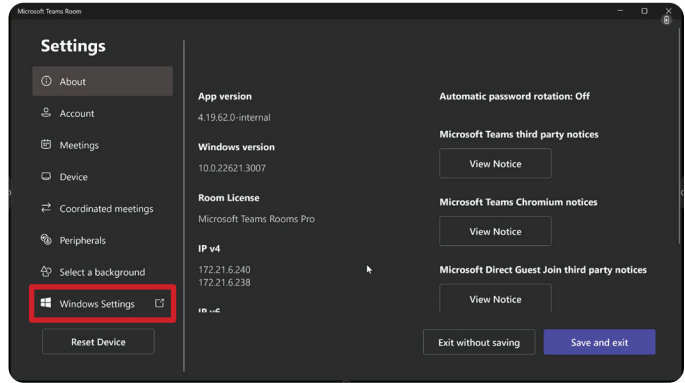 Microsoft Teams Room
Settings
About
Account
Meetings
Device
Coordinated meetings
Peripherals
Select a background
Windows Settings
Reset Device
App version
4.19.62.0-internal
Windows version
10.0.22621.3007
Room License
Microsoft Teams Rooms Pro
IP v4
172.21.6.240
172.21.6.238
IP v6
Automatic password rotation: Off
Microsoft Teams third party notices
View Notice
Microsoft Teams Chromium notices
View Notice
Microsoft Direct Guest Join third party notices
View Notice
Exit without saving
Save and exit